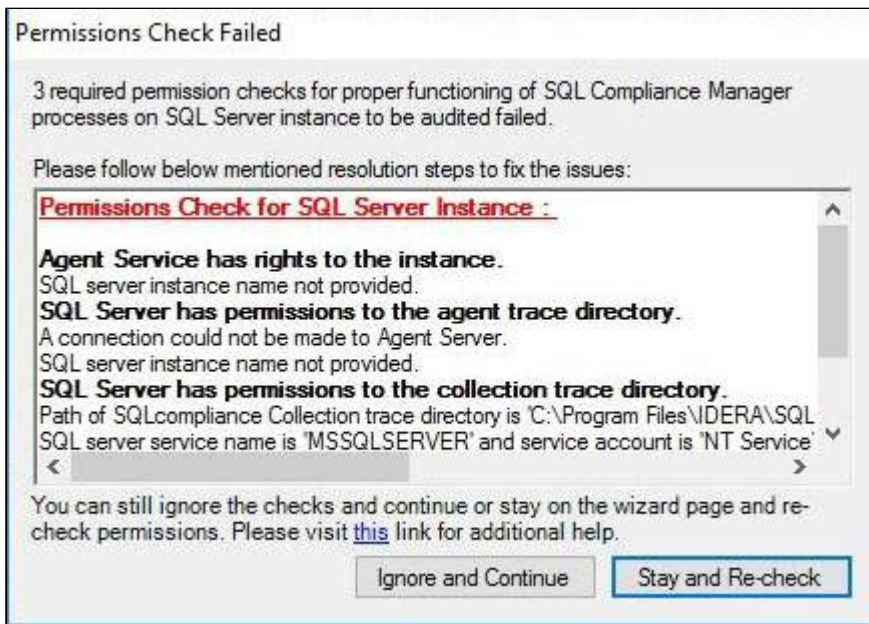 Permissions Check Failed
3 required permission checks for proper functioning of SQL Compliance Manager
processes on SQL Server instance to be audited failed.
Please follow below mentioned resolution steps to fix the issues:
Permissions Check for SQL Server Instance :
Agent Service has rights to the instance.
SQL server instance name not provided.
SQL Server has permissions to the agent trace directory.
A connection could not be made to Agent Server.
SQL server instance name not provided.
SQL Server has permissions to the collection trace directory.
Path of SQLcompliance Collection trace directory is 'C:\Program Files\IDERA\SQL
SQL server service name is 'MSSQLSERVER' and service account is 'NT Service'
You can still ignore the checks and continue or stay on the wizard page and re-
check permissions. Please visit this link for additional help.
Ignore and Continue
Stay and Re-check